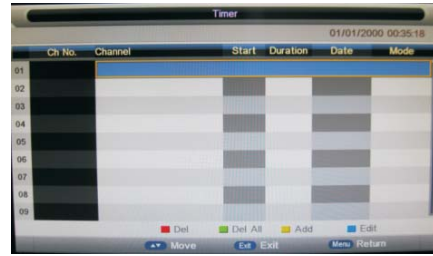 Timer
01/01/2000 00:35:18
Ch No. Channel Start Duration Date Mode
01
02
03
04
05
06
07
08
09
Del Del All Add Edit
Move Exit Exit Menu Return